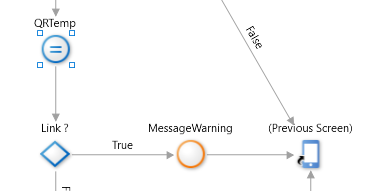 QRTemp
False
Link ?
True
MessageWarning
(Previous Screen)